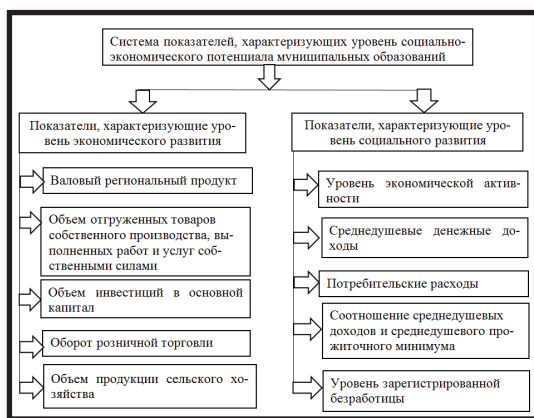 Система показателей, характеризующих уровень социально-
экономического потенциала муниципальных образований
Показатели, характеризующие уро-
вень экономического развития
Валовый региональный продукт
Объем отгруженных товаров
собственного производства, вы-
полненных работ и услуг соб-
ственными силами
Объем инвестиций в основной
капитал
Оборот розничной торговли
Объем продукции сельского хо-
зяйства
Показатели, характеризующие уро-
вень социального развития
Уровень экономической актив-
ности
Среднедушевые денежные до-
ходы
Потребительские расходы
Соотношение среднедушевых
доходов и среднедушевого про-
житочного минимума
Уровень зарегистрированной
безработицы